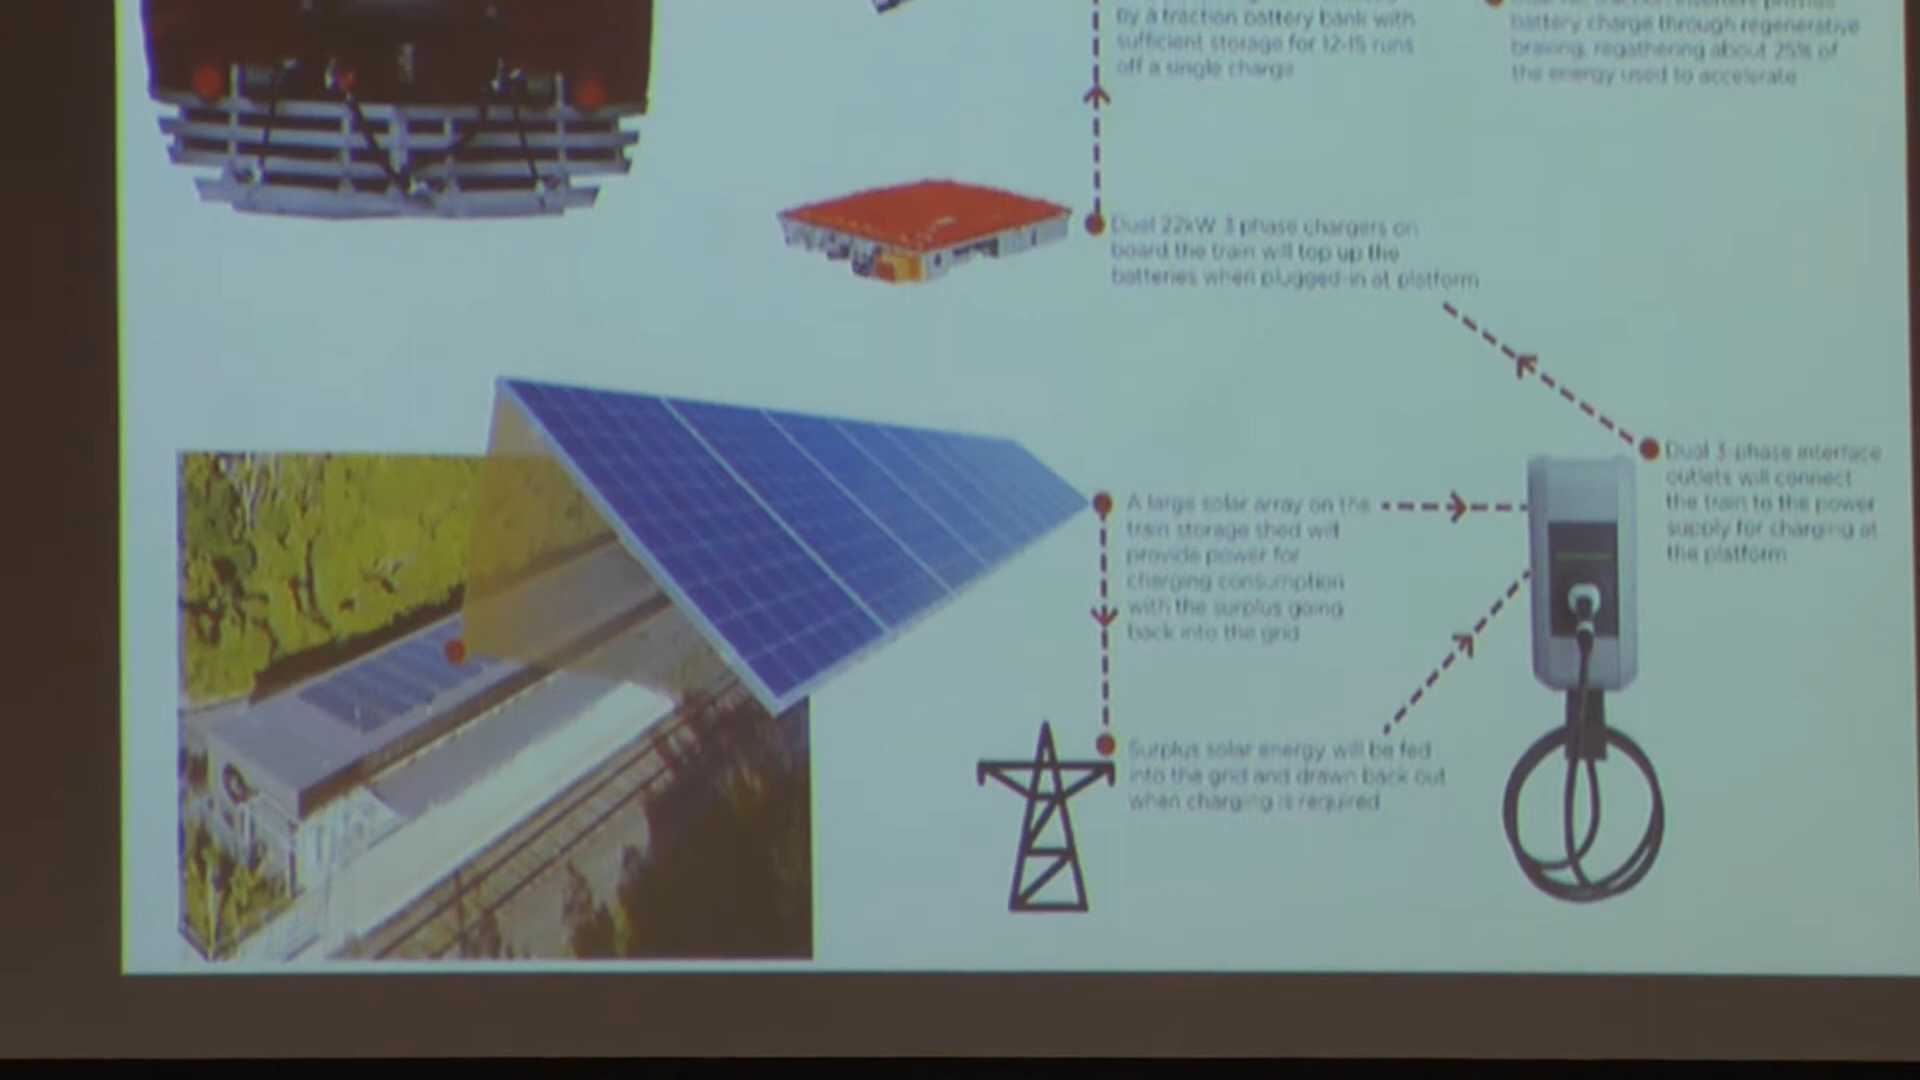 by a traction battery bank with
sufficient storage for 12-15 runs
off a single charge
battery charge through regenerative
braking, regathering about 25% of
the energy used to accelerate
Dual 22kW 3 phase chargers on
board the train will top up the
batteries when plugged-in at platform
Dual 3-phase interface
outlets will connect
the train to the power
supply for charging at
the platform
A large solar array on the
train storage shed will
provide power for
charging consumption
with the surplus going
back into the grid
Surplus solar energy will be fed
into the grid and drawn back out
when charging is required